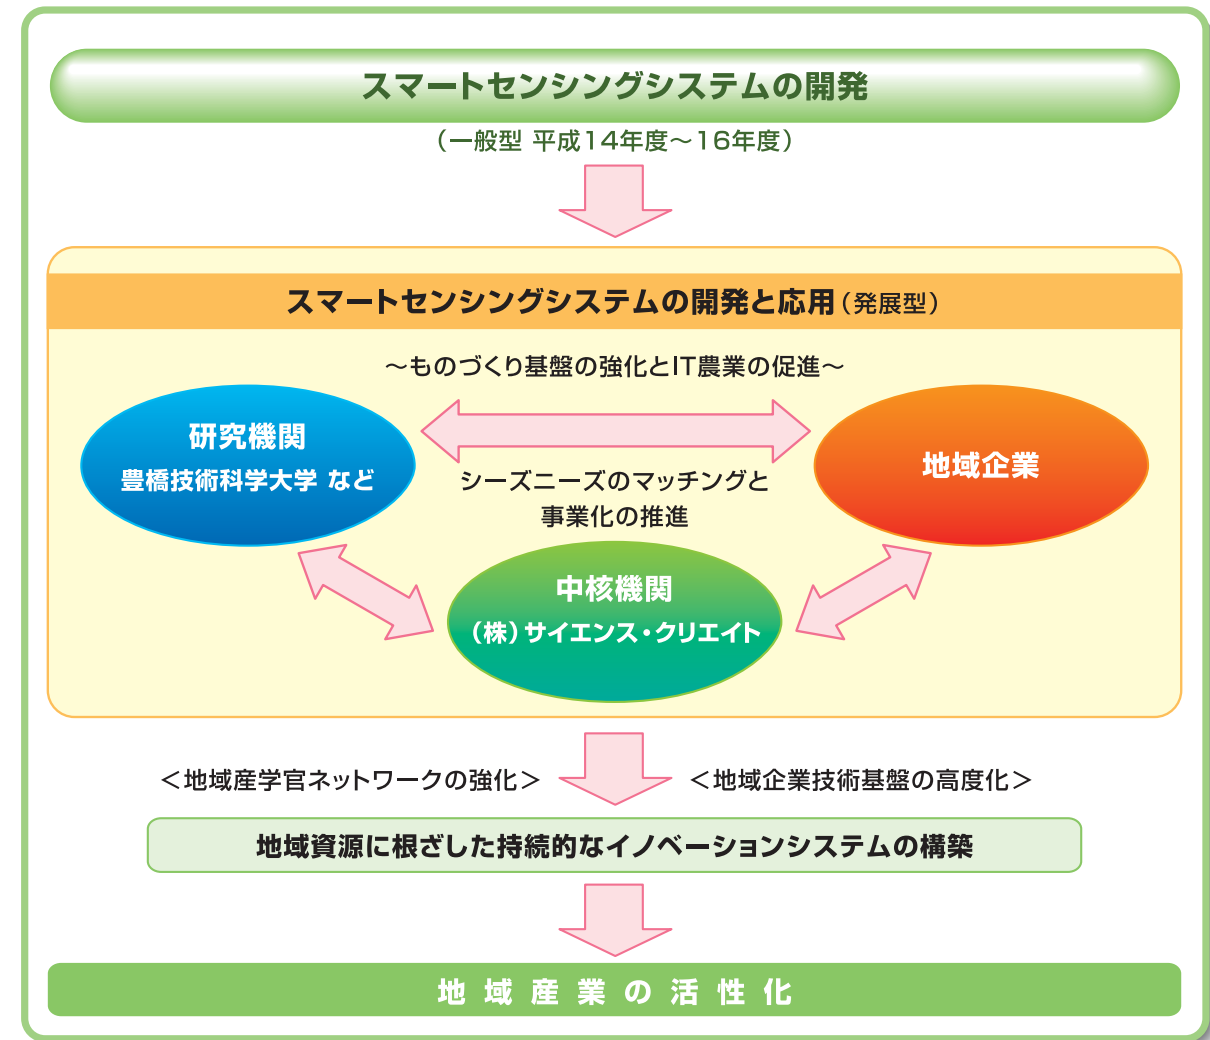 スマートセンシングシステムの開発
（一般型 平成14年度～16年度）
スマートセンシングシステムの開発と応用（発展型）
～ものづくり基盤の強化とIT農業の促進～
研究機関
豊橋技術科学大学 など
地域企業
シーズニーズのマッチングと
事業化の推進
中核機関
（株）サイエンス・クリエイト
＜地域産学官ネットワークの強化＞
＜地域企業技術基盤の高度化＞
地域資源に根ざした持続的なイノベーションシステムの構築
地域産業の活性化